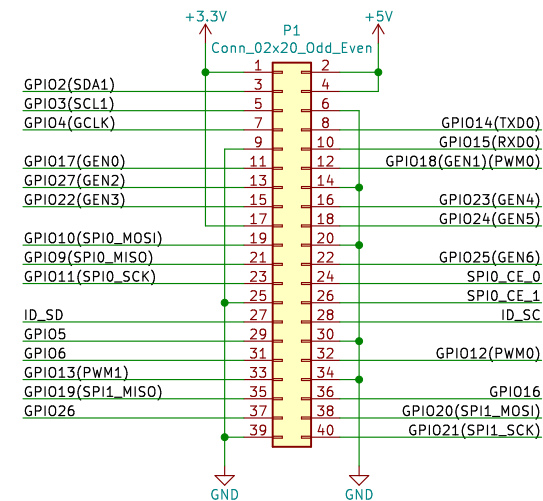 +3.3V
+5V
P1
Conn_02x20_Odd_Even
1 2
GPIO2(SDA1) 3 4
GPIO3(SCL1) 5 6
GPIO4(GCLK) 7 8 GPIO14(TXD0)
9 10 GPIO15(RXD0)
GPIO17(GEN0) 11 12 GPIO18(GEN1)(PWM0)
GPIO27(GEN2) 13 14
GPIO22(GEN3) 15 16 GPIO23(GEN4)
17 18 GPIO24(GEN5)
GPIO10(SPI0_MOSI) 19 20
GPIO9(SPI0_MISO) 21 22 GPIO25(GEN6)
GPIO11(SPI0_SCK) 23 24 SPI0_CE_0
25 26 SPI0_CE_1
ID_SD 27 28 ID_SC
GPIO5 29 30
GPIO6 31 32 GPIO12(PWM0)
GPIO13(PWM1) 33 34
GPIO19(SPI1_MISO) 35 36 GPIO16
GPIO26 37 38 GPIO20(SPI1_MOSI)
39 40 GPIO21(SPI1_SCK)
GND
GND